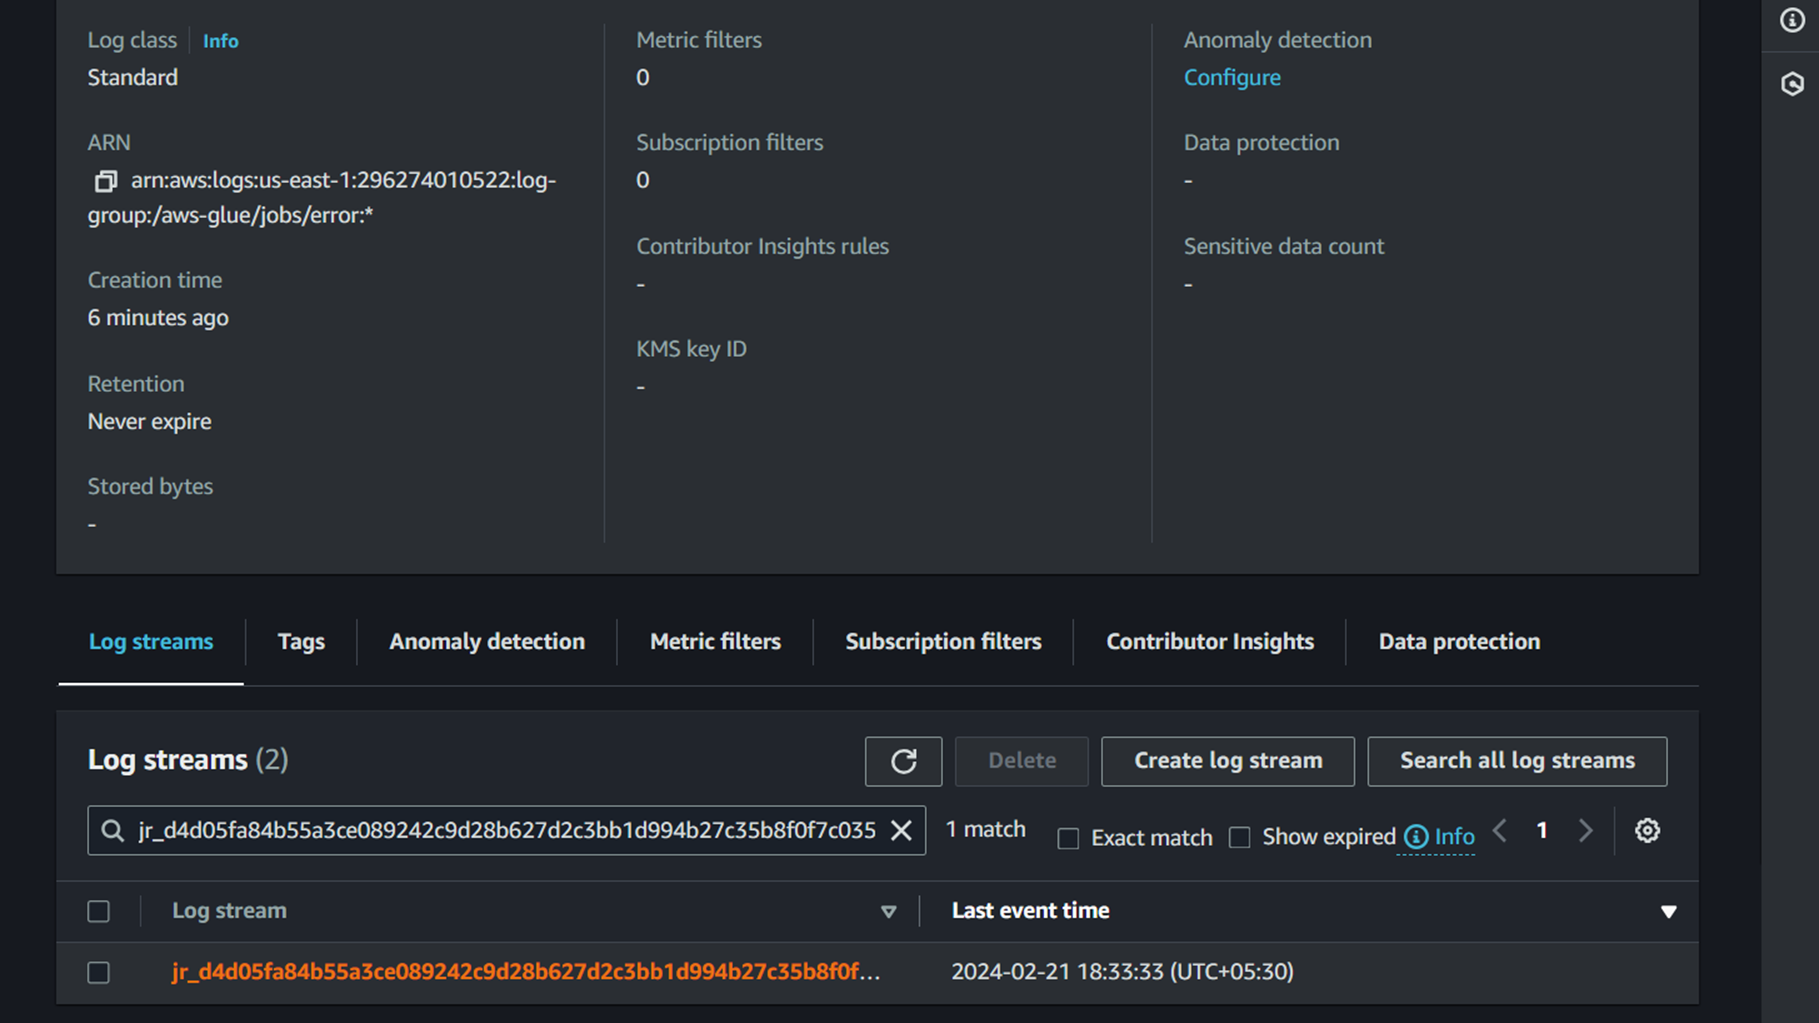 Log class Info
Standard
ARN
arn:aws:logs:us-east-1:296274010522:log-
group:/aws-glue/jobs/error:*
Creation time
6 minutes ago
Retention
Never expire
Stored bytes
-
Metric filters
0
Subscription filters
0
Contributor Insights rules
-
KMS key ID
-
Anomaly detection
Configure
Data protection
-
Sensitive data count
-
Log streams Tags Anomaly detection Metric filters Subscription filters Contributor Insights Data protection
Log streams (2) Delete Create log stream Search all log streams
jr_d4d05fa84b55a3ce089242c9d28b627d2c3bb1d994b27c35b8f0f7c035 1 match Exact match Show expired Info 1
Log stream Last event time
jr_d4d05fa84b55a3ce089242c9d28b627d2c3bb1d994b27c35b8f0f... 2024-02-21 18:33:33 (UTC+05:30)